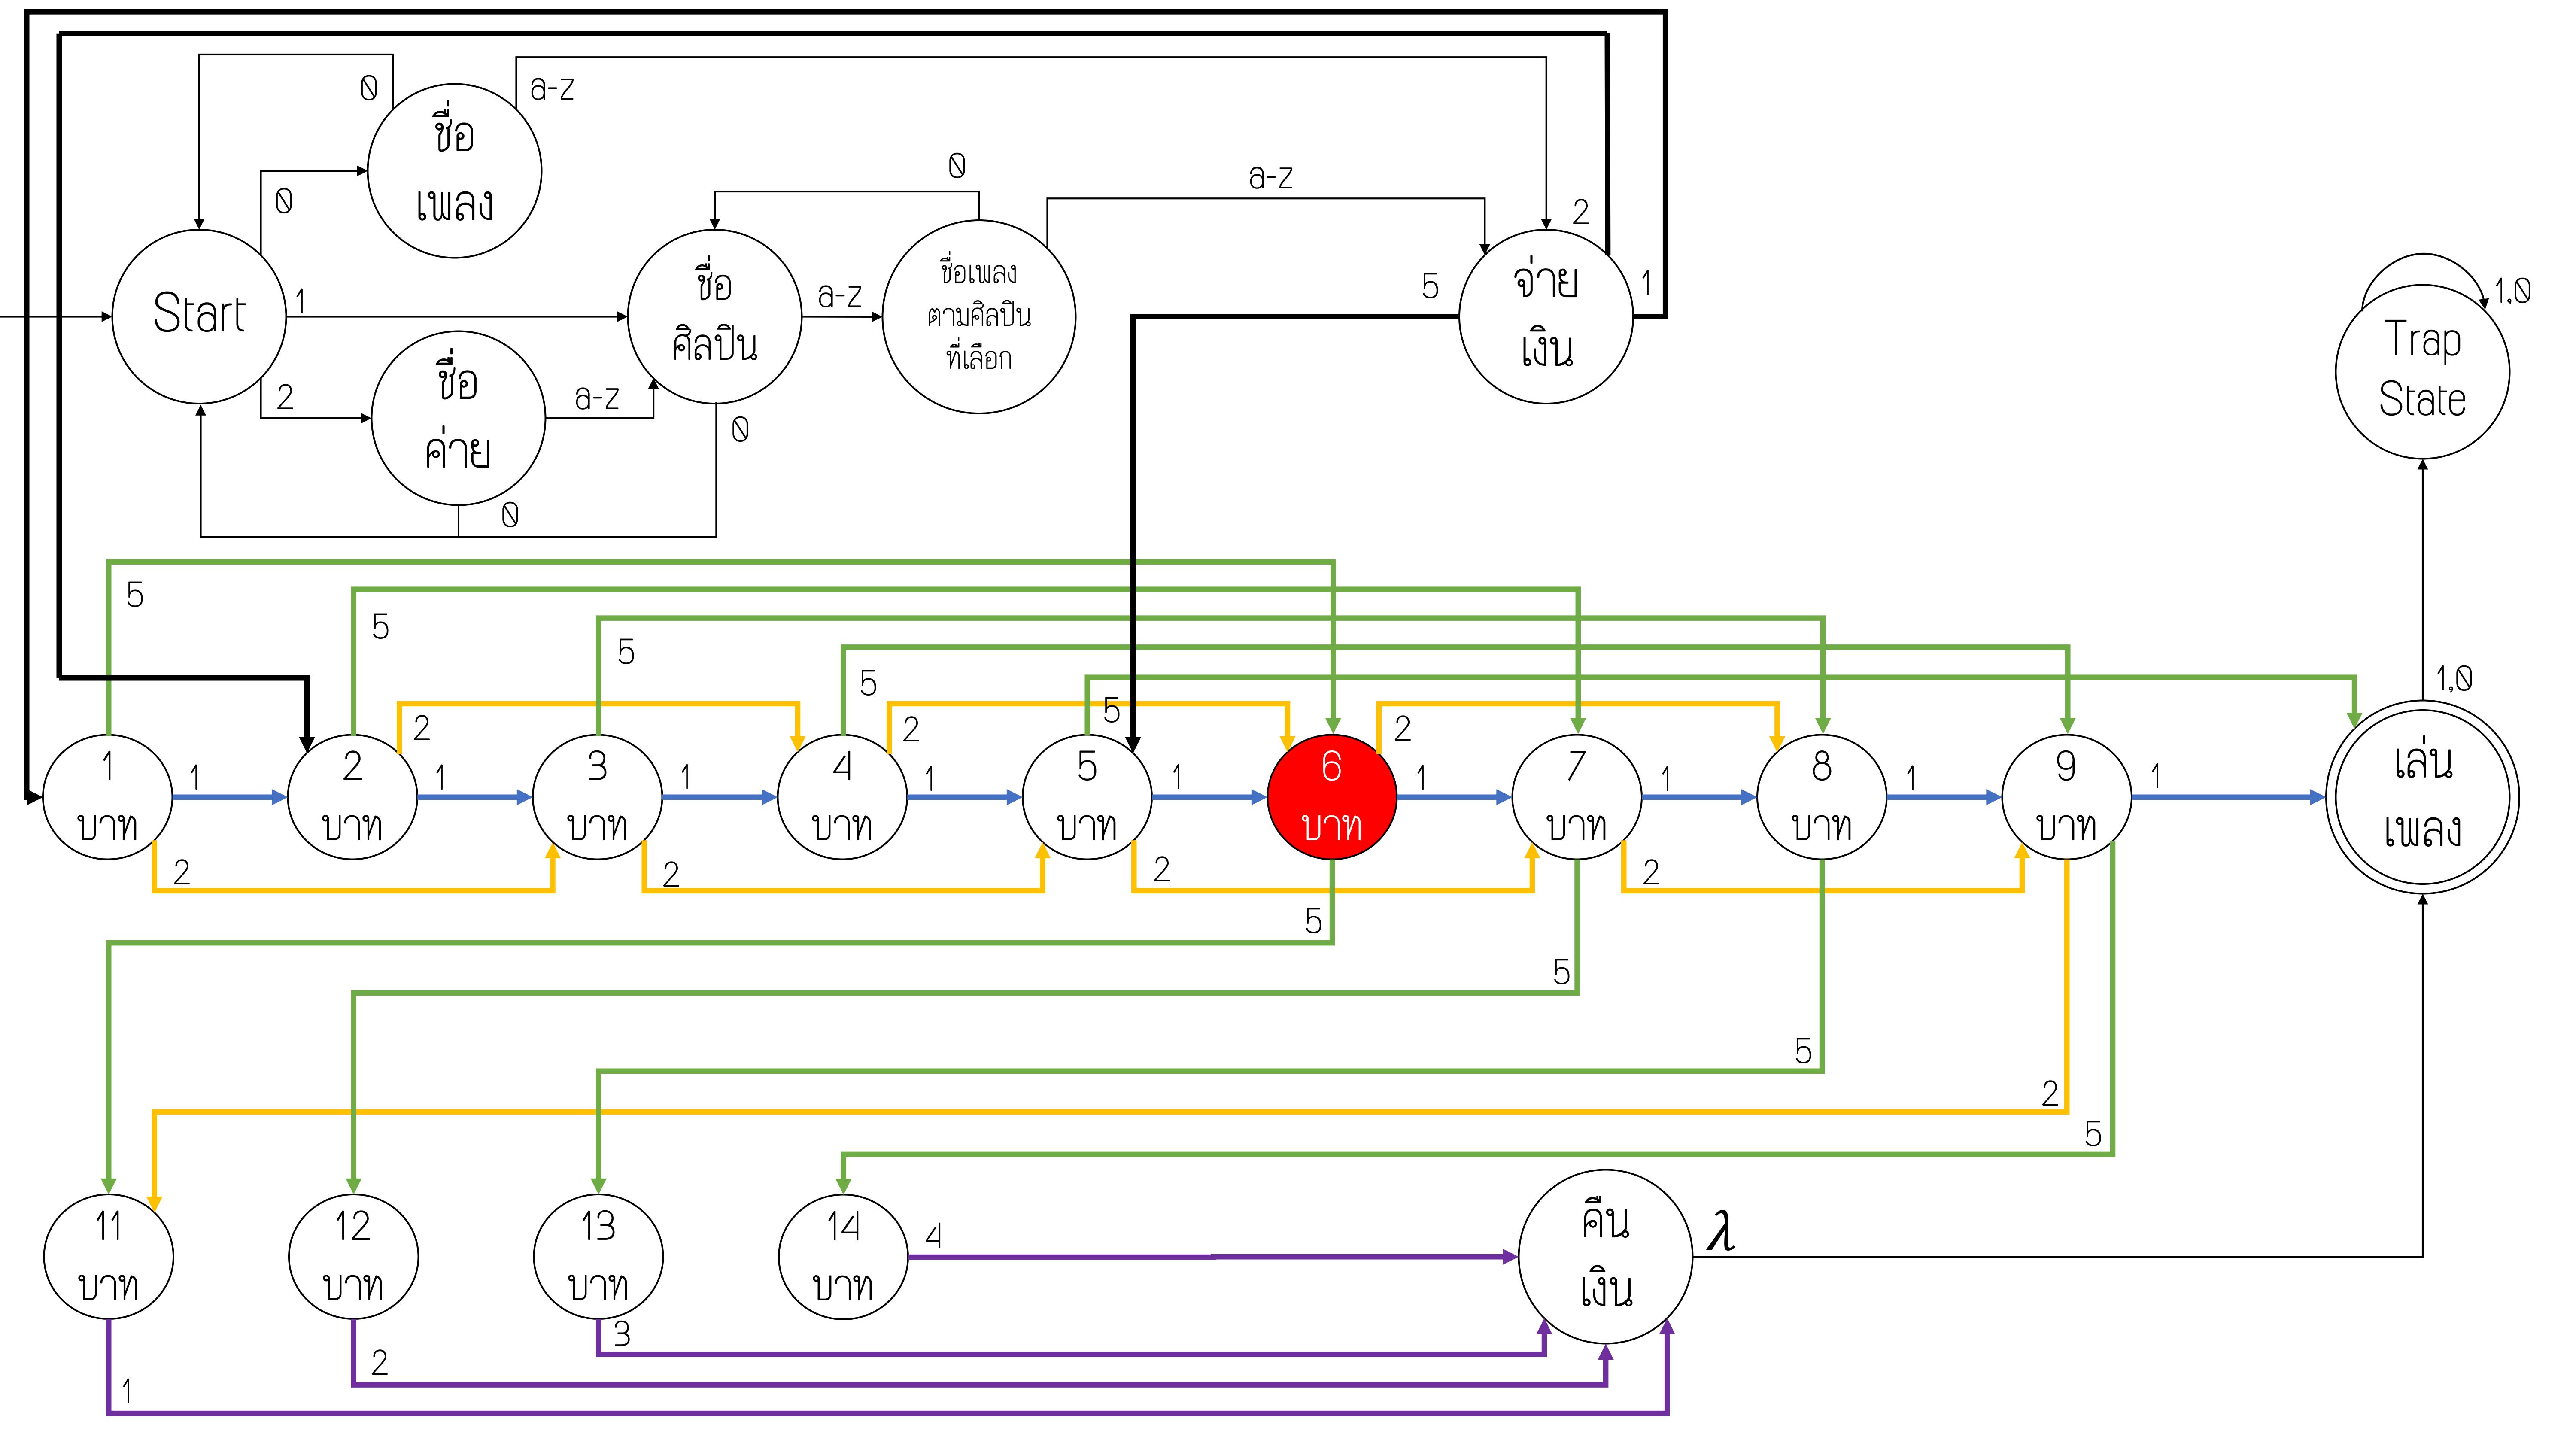 0
a-z
ชื่อ
เพลง
0
0
a-z
2
Start
1
ชื่อ
ศิลปิน
a-z
ชื่อเพลง
ตามศิลปิน
ที่เลือก
5
จ่าย
เงิน
1
1,0
Trap
State
2
ชื่อ
ค่าย
a-z
0
0
5
5
5
5
5
1,0
2
2
2
1
บาท
1
2
บาท
1
3
บาท
1
4
บาท
1
5
บาท
1
6
บาท
1
7
บาท
1
8
บาท
1
9
บาท
1
เล่น
เพลง
2
2
2
2
5
5
5
2
5
11
บาท
12
บาท
13
บาท
14
บาท
4
คืน
เงิน
λ
3
2
1